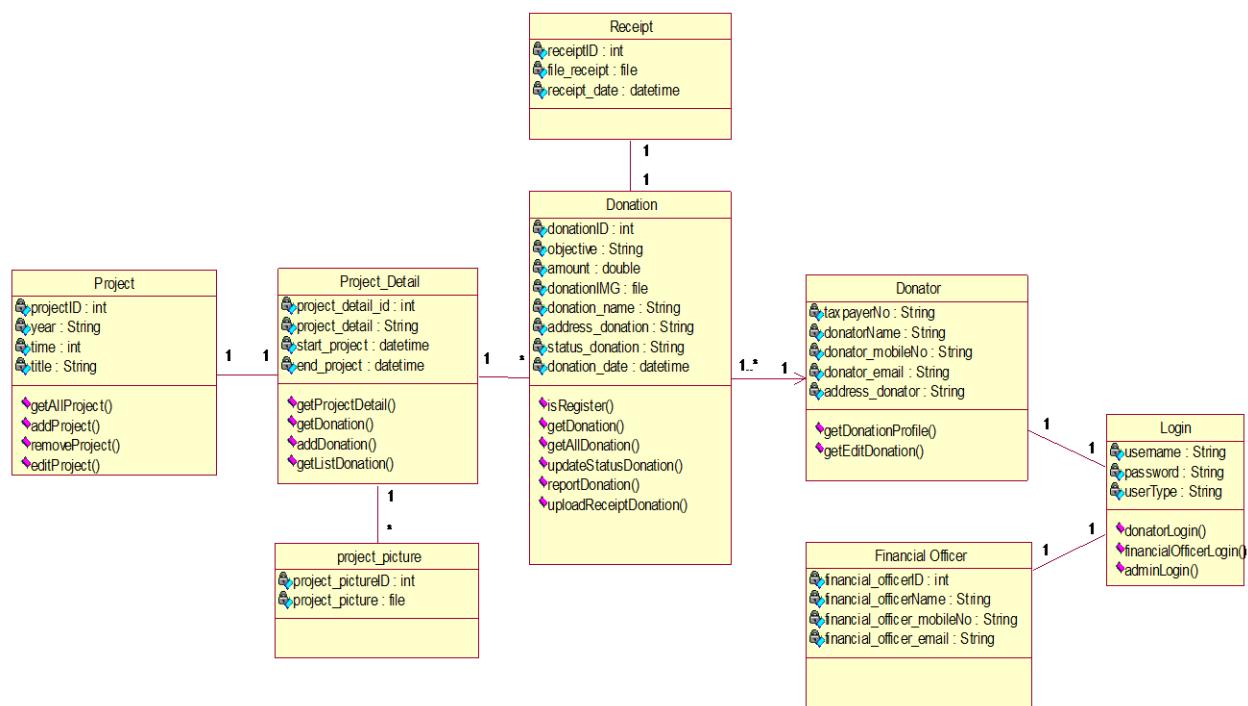 Receipt
receiptID : int
file_receipt : file
receipt_date : datetime
1
1
Donation
donationID : int
objective : String
amount : double
donationIMG : file
donation_name : String
address_donation : String
status_donation : String
donation_date : datetime
isRegister()
getDonation()
getAllDonation()
updateStatusDonation()
reportDonation()
uploadReceiptDonation()
Project
projectID : int
year : String
time : int
title : String
getAllProject()
addProject()
removeProject()
editProject()
1
1
Project_Detail
project_detail_id : int
project_detail : String
start_project : datetime
end_project : datetime
getProjectDetail()
getDonation()
addDonation()
getListDonation()
1
*
1
*
project_picture
project_pictureID : int
project_picture : file
1..*
1
Donator
taxpayerNo : String
donatorName : String
donator_mobileNo : String
donator_email : String
address_donator : String
getDonationProfile()
getEditDonation()
1
1
Login
username : String
password : String
userType : String
donatorLogin()
financialOfficerLogin()
adminLogin()
1
1
Financial Officer
financial_officerID : int
financial_officerName : String
financial_officer_mobileNo : String
financial_officer_email : String